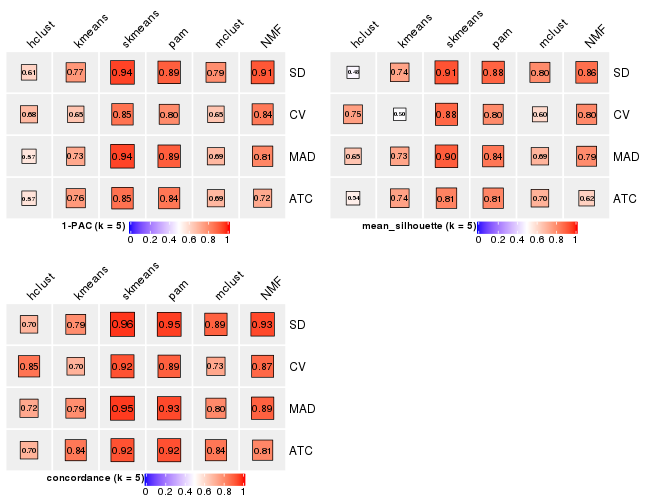 hclust kmeans skmeans pam mclust NMF
0.61 0.77 0.94 0.89 0.79 0.91 SD
0.68 0.65 0.85 0.80 0.65 0.84 CV
0.57 0.73 0.94 0.89 0.69 0.81 MAD
0.57 0.76 0.85 0.84 0.69 0.72 ATC
1-PAC (k = 5)
0 0.2 0.4 0.6 0.8 1
hclust kmeans skmeans pam mclust NMF
0.48 0.74 0.91 0.88 0.80 0.86 SD
0.75 0.50 0.88 0.80 0.60 0.80 CV
0.65 0.73 0.90 0.84 0.69 0.79 MAD
0.54 0.74 0.81 0.81 0.70 0.62 ATC
mean_silhouette (k = 5)
0 0.2 0.4 0.6 0.8 1
hclust kmeans skmeans pam mclust NMF
0.70 0.79 0.96 0.95 0.89 0.93 SD
0.85 0.70 0.92 0.89 0.73 0.87 CV
0.72 0.79 0.95 0.93 0.80 0.89 MAD
0.70 0.84 0.92 0.92 0.84 0.81 ATC
concordance (k = 5)
0 0.2 0.4 0.6 0.8 1